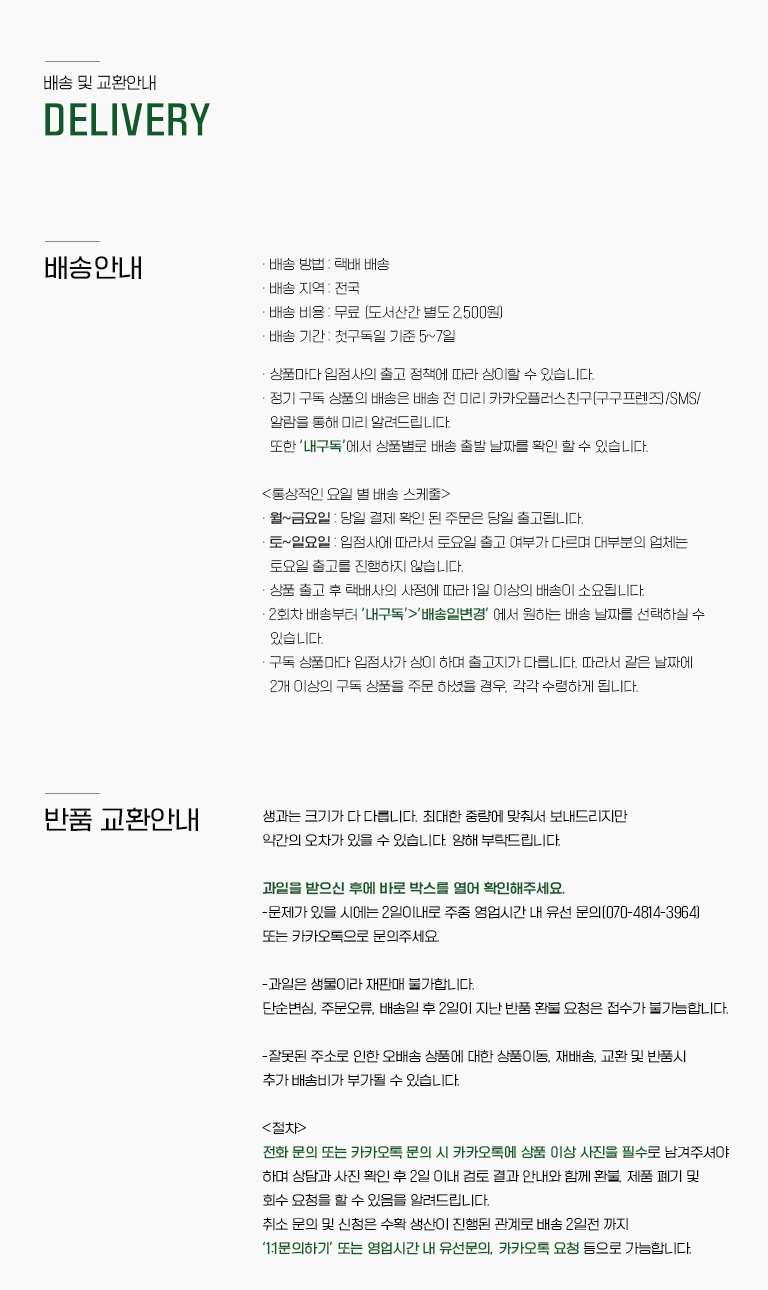 배송 및 교환안내
DELIVERY
배송안내
· 배송 방법 : 택배 배송
· 배송 지역 : 전국
· 배송 비용 : 무료 (도서산간 별도 2,500원)
· 배송 기간 : 첫구독일 기준 5~7일
· 상품마다 입점사의 출고 정책에 따라 상이할 수 있습니다.
· 정기 구독 상품의 배송은 배송 전 미리 카카오플러스친구(구구프렌즈)/SMS/
알람을 통해 미리 알려드립니다.
또한 '내구독'에서 상품별로 배송 출발 날짜를 확인 할 수 있습니다.
<통상적인 요일 별 배송 스케줄>
· 월~금요일 : 당일 결제 확인 된 주문은 당일 출고됩니다.
· 토~일요일 : 입점사에 따라서 토요일 출고 여부가 다르며 대부분의 업체는
토요일 출고를 진행하지 않습니다.
· 상품 출고 후 택배사의 사정에 따라 1일 이상의 배송이 소요됩니다.
· 2회차 배송부터 '내구독'>'배송일변경' 에서 원하는 배송 날짜를 선택하실 수
있습니다.
· 구독 상품마다 입점사가 상이 하며 출고지가 다릅니다. 따라서 같은 날짜에
2개 이상의 구독 상품을 주문 하셨을 경우, 각각 수령하게 됩니다.
반품 교환안내
생과는 크기가 다 다릅니다. 최대한 중량에 맞춰서 보내드리지만
약간의 오차가 있을 수 있습니다. 양해 부탁드립니다.
과일을 받으신 후에 바로 박스를 열어 확인해주세요.
-문제가 있을 시에는 2일이내로 주중 영업시간 내 유선 문의(070-4814-3964)
또는 카카오톡으로 문의주세요.
-과일은 생물이라 재판매 불가합니다.
단순변심, 주문오류, 배송일 후 2일이 지난 반품 환불 요청은 접수가 불가능합니다.
-잘못된 주소로 인한 오배송 상품에 대한 상품이동, 재배송, 교환 및 반품시
추가 배송비가 부가될 수 있습니다.
<절차>
전화 문의 또는 카카오톡 문의 시 카카오톡에 상품 이상 사진을 필수로 남겨주셔야
하며 상담과 사진 확인 후 2일 이내 검토 결과 안내와 함께 환불, 제품 폐기 및
회수 요청을 할 수 있음을 알려드립니다.
취소 문의 및 신청은 수확 생산이 진행된 관계로 배송 2일전 까지
'1:1문의하기' 또는 영업시간 내 유선문의, 카카오톡 요청 등으로 가능합니다.